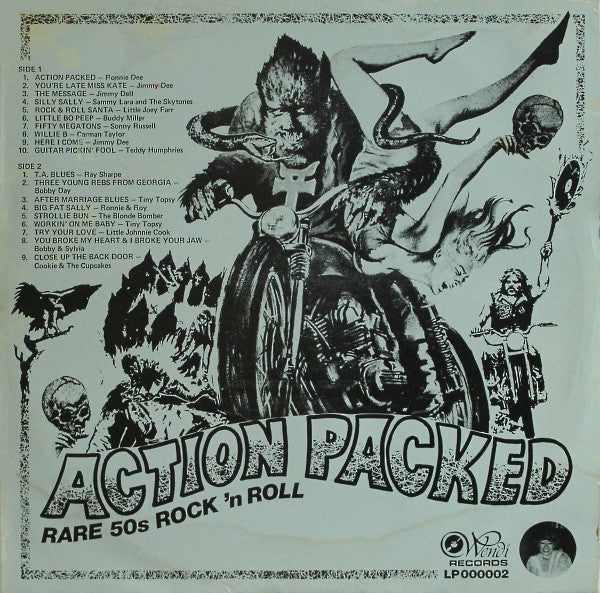 SIDE 1
1. ACTION PACKED – Ronnie Dee
2. YOU'RE LATE MISS KATE – Jimmy Dee
3. THE MESSAGE – Jimmy Dell
4. SILLY SALLY – Sammy Lara and The Skytones
5. ROCK & ROLL SANTA – Little Joey Farr
6. LITTLE BO PEEP – Buddy Miller
7. FIFTY MEGATONS – Sonny Russell
8. WILLIE B – Carman Taylor
9. HERE I COME – Jimmy Dee
10. GUITAR PICKIN' FOOL – Teddy Humphries
SIDE 2
1. T.A. BLUES – Ray Sharpe
2. THREE YOUNG REBS FROM GEORGIA –
Bobby Day
3. AFTER MARRIAGE BLUES – Tiny Topsy
4. BIG FAT SALLY – Ronnie & Roy
5. STROLLIE BUN – The Blonde Bomber
6. WORKIN' ON ME BABY – Tiny Topsy
7. TRY YOUR LOVE – Little Johnnie Cook
8. YOU BROKE MY HEART & I BROKE YOUR JAW –
Bobby & Sylvia
9. CLOSE UP THE BACK DOOR –
Cookie & The Cupcakes
ACTION PACKED
RARE 50s ROCK 'n ROLL
Wendi
RECORDS
LP000002